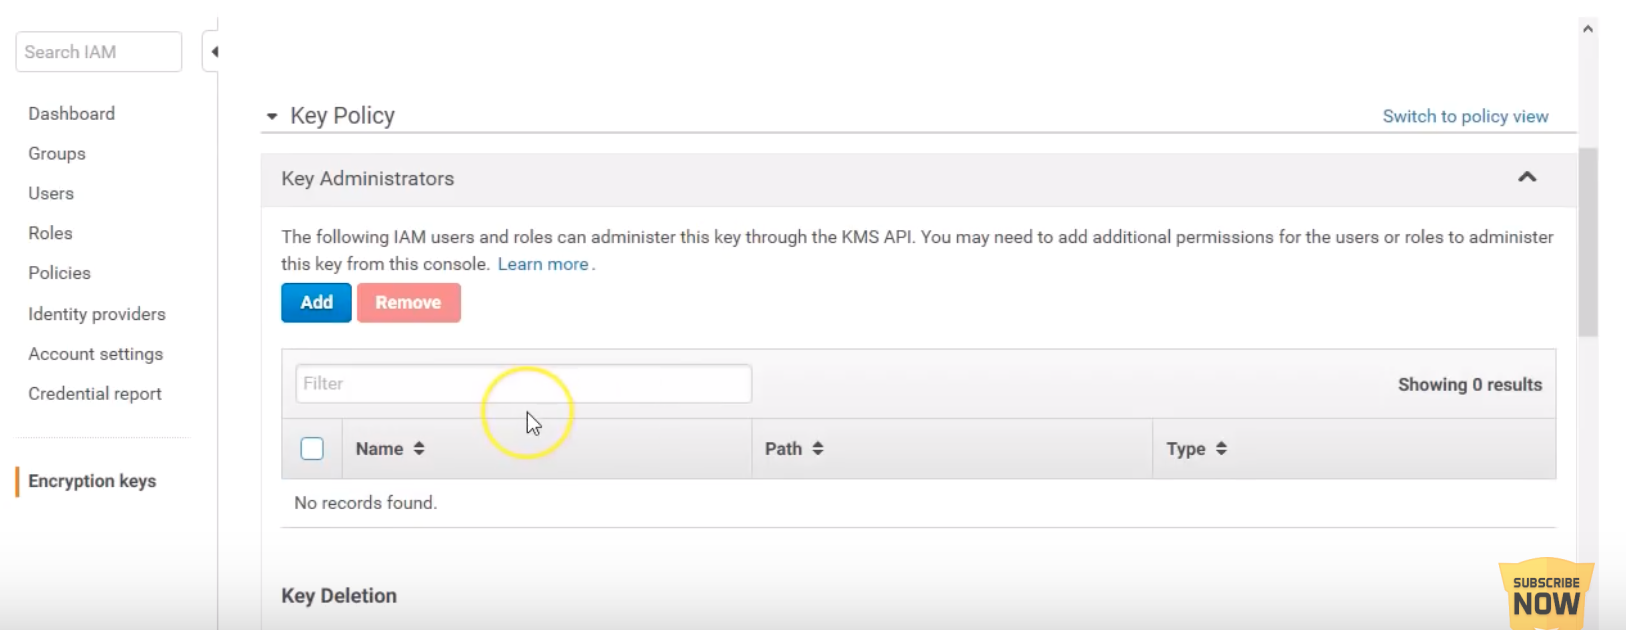 Search IAM
Dashboard
Groups
Users
Roles
Policies
Identity providers
Account settings
Credential report
Encryption keys
Key Policy
Switch to policy view
Key Administrators
The following IAM users and roles can administer this key through the KMS API. You may need to add additional permissions for the users or roles to administer
this key from this console. Learn more.
Add Remove
Filter
Showing 0 results
Name Path Type
No records found.
Key Deletion
SUBSCRIBE
NOW